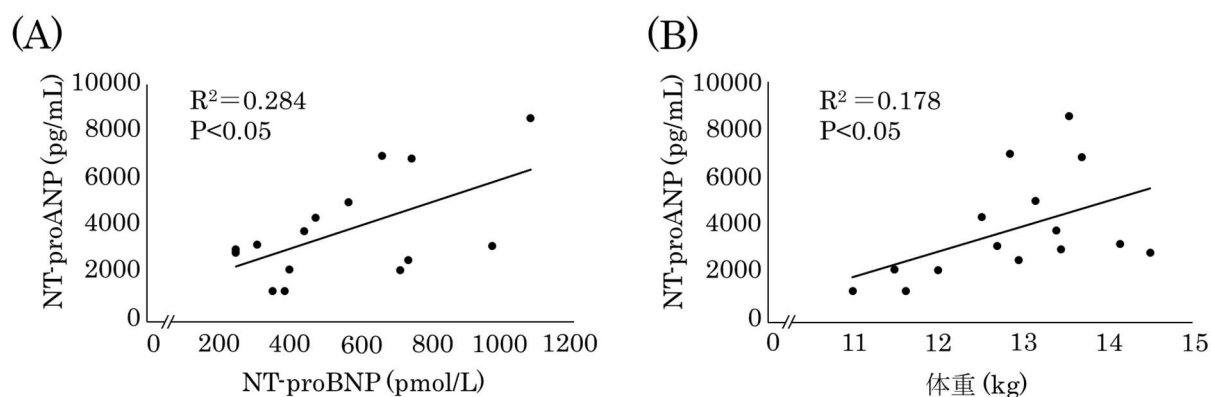 (A)
NT-proANP (pg/mL)
10000
8000
6000
4000
2000
0
R²=0.284
P<0.05
0 200 400 600 800 1000 1200
NT-proBNP (pmol/L)
(B)
NT-proANP (pg/mL)
10000
8000
6000
4000
2000
0
R²=0.178
P<0.05
0 11 12 13 14 15
体重 (kg)